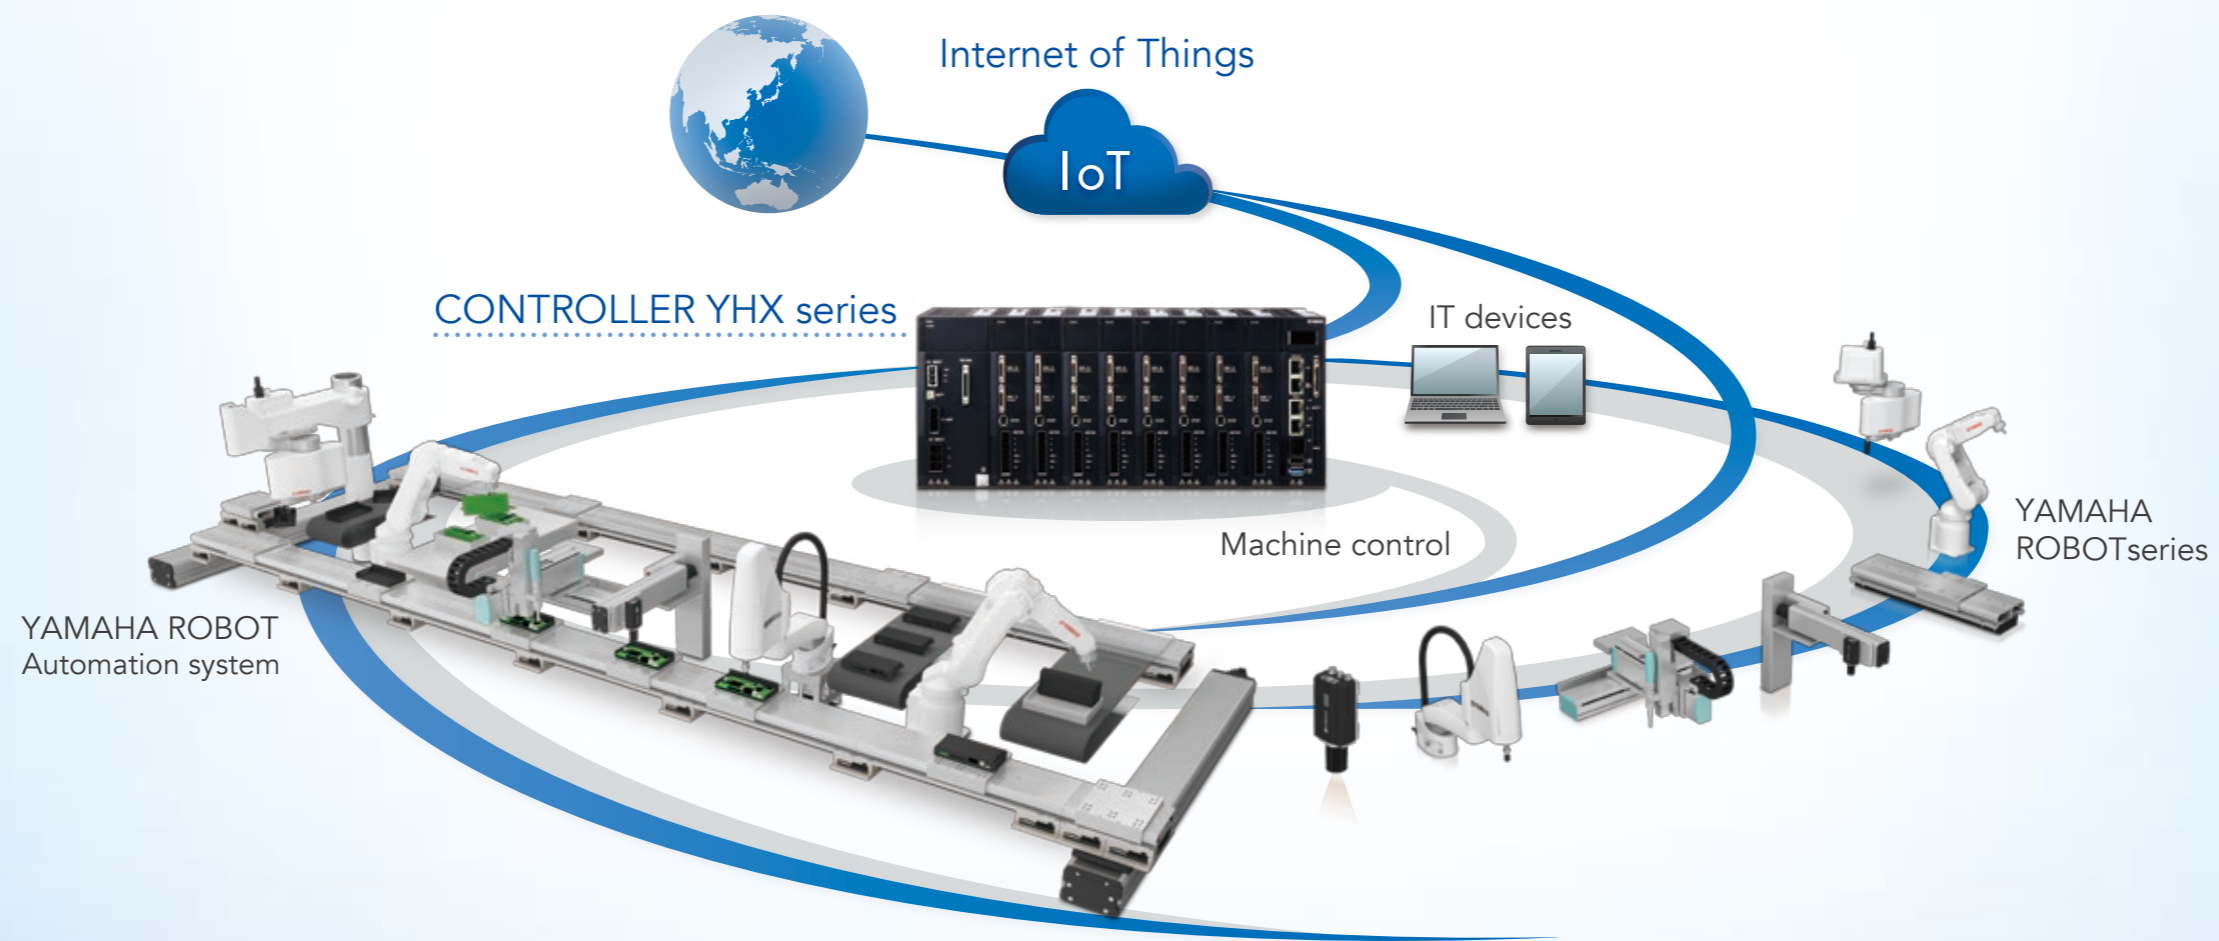 Internet of Things
IoT
CONTROLLER YHX series
IT devices
Machine control
YAMAHA
ROBOTseries
YAMAHA ROBOT
Automation system